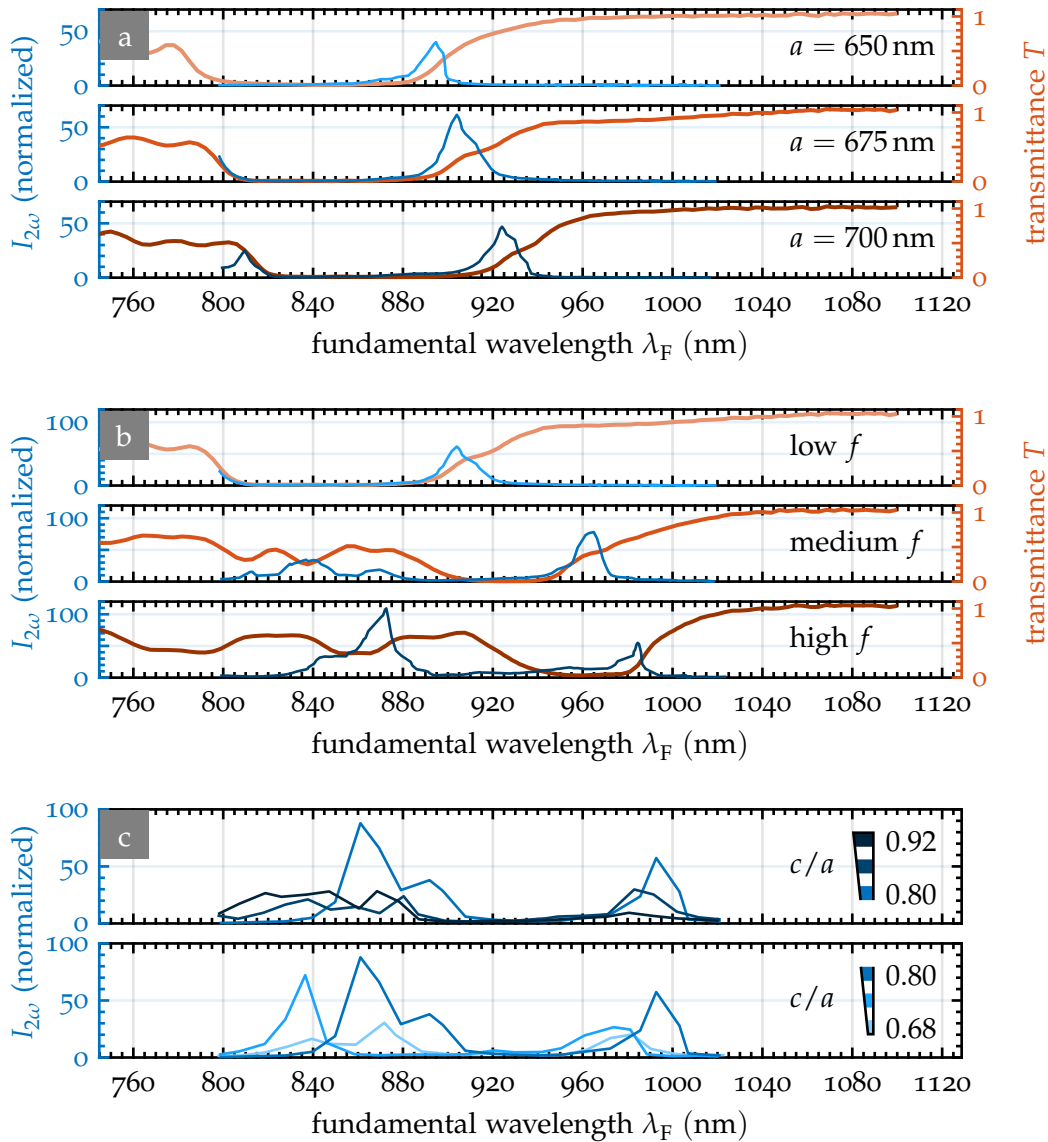 a
50
0
1
0
a = 650 nm
50
0
1
0
a = 675 nm
50
0
1
0
a = 700 nm
I2ω (normalized)
transmittance T
760 800 840 880 920 960 1000 1040 1080 1120
fundamental wavelength λF (nm)
b
100
0
1
0
low f
100
0
1
0
medium f
100
0
1
0
high f
I2ω (normalized)
transmittance T
760 800 840 880 920 960 1000 1040 1080 1120
fundamental wavelength λF (nm)
c
100
50
0
c/a
0.92
0.80
100
50
0
c/a
0.80
0.68
I2ω (normalized)
I2ω (normalized)
760 800 840 880 920 960 1000 1040 1080 1120
fundamental wavelength λF (nm)